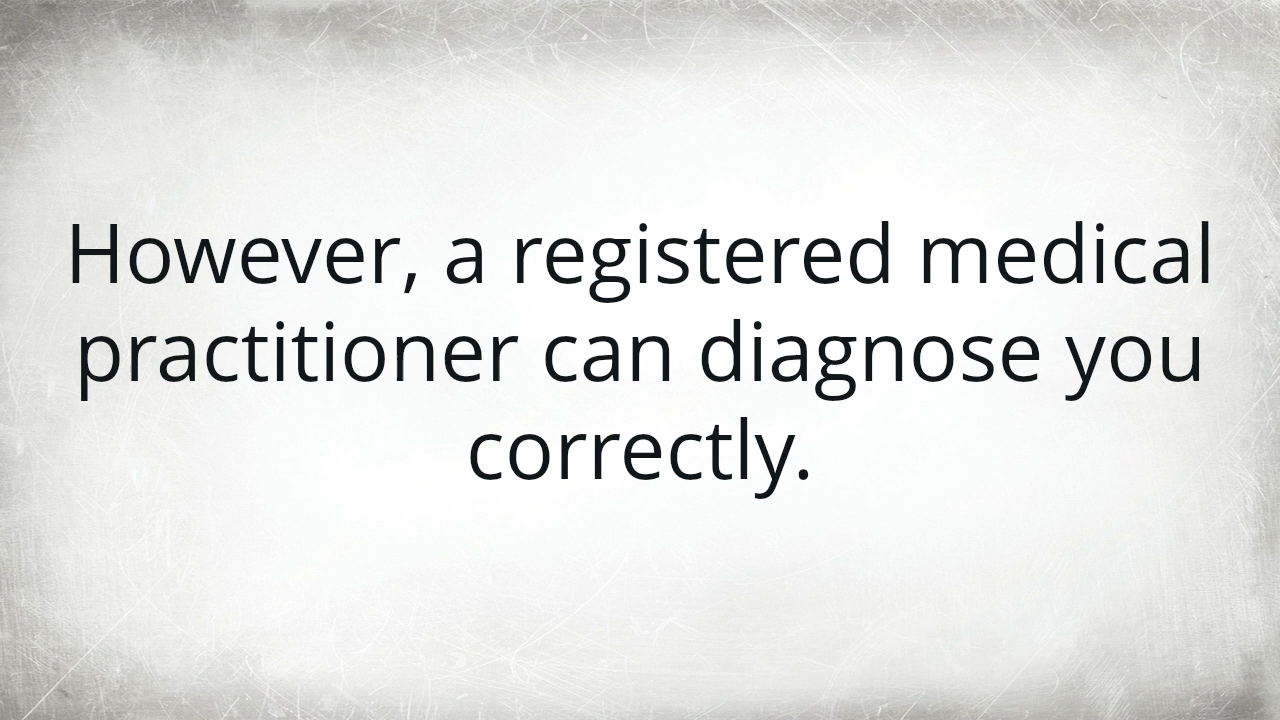 However, a registered medical
practitioner can diagnose you
correctly.